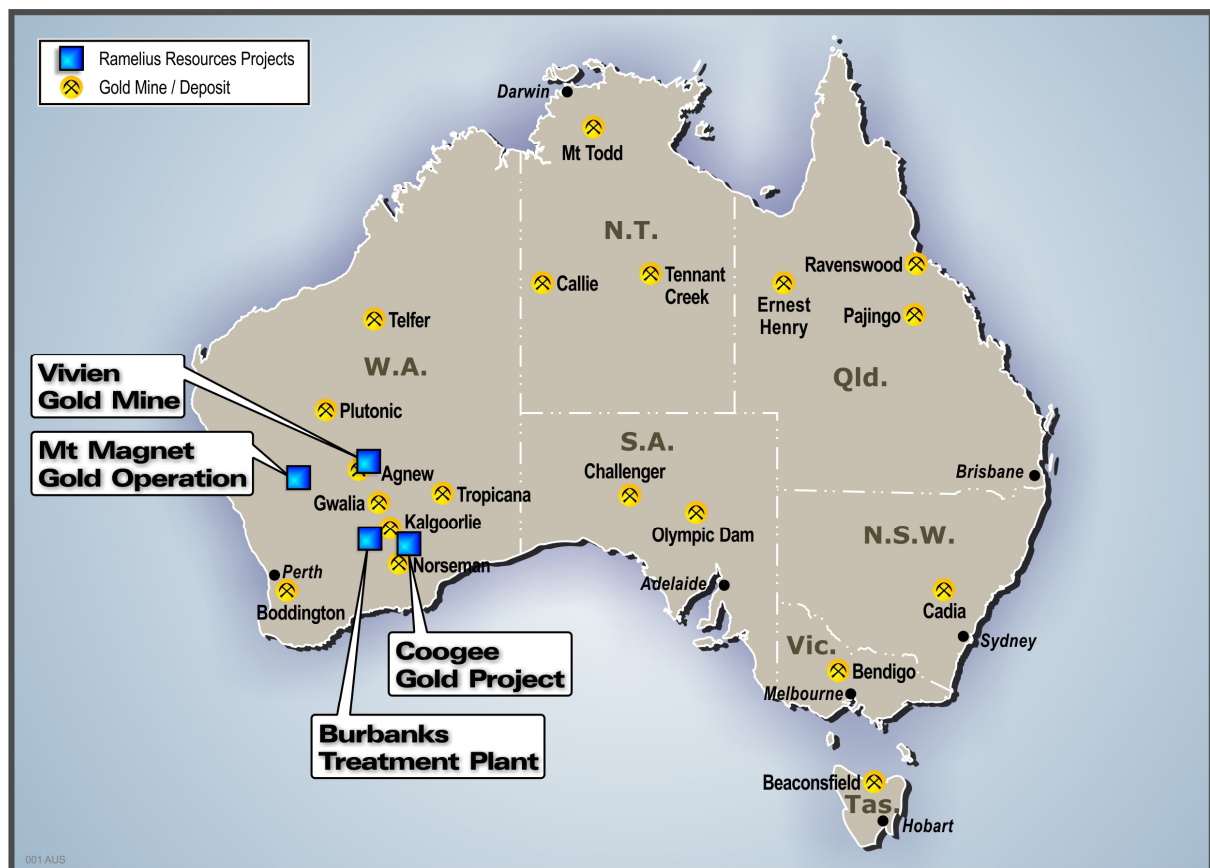 Ramelius Resources Projects
Gold Mine / Deposit
Darwin
Mt Todd
N.T.
Ravenswood
Callie
Tennant
Creek
Ernest
Henry
Pajingo
Telfer
W.A.
Qld.
Vivien
Gold Mine
Plutonic
Mt Magnet
Gold Operation
S.A.
Challenger
Agnew
Brisbane
Gwalia
Tropicana
Kalgoorlie
Olympic Dam
N.S.W.
Norseman
Perth
Boddington
Adelaide
Cadia
Sydney
Vic.
Bendigo
Melbourne
Coogee
Gold Project
Burbanks
Treatment Plant
Beaconsfield
Tas.
Hobart
001 AUS